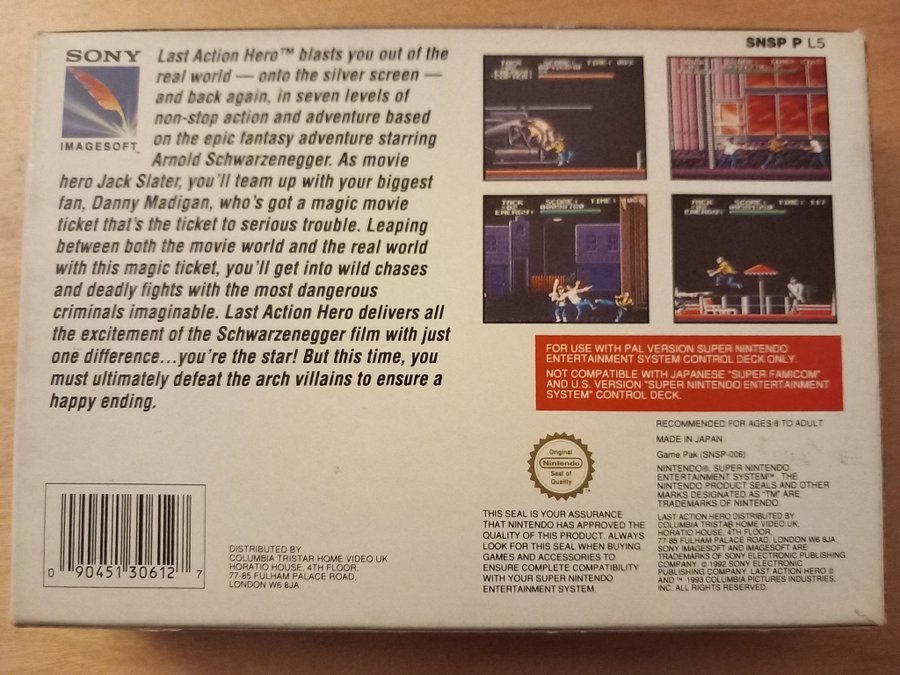 SONY
IMAGESOFT™
Last Action Hero™ blasts you out of the
real world — onto the silver screen —
and back again, in seven levels of
non-stop action and adventure based
on the epic fantasy adventure starring
Arnold Schwarzenegger. As movie
hero Jack Slater, you'll team up with your biggest
fan, Danny Madigan, who's got a magic movie
ticket that's the ticket to serious trouble. Leaping
between both the movie world and the real world
with this magic ticket, you'll get into wild chases
and deadly fights with the most dangerous
criminals imaginable. Last Action Hero delivers all
the excitement of the Schwarzenegger film with just
one difference...you're the star! But this time, you
must ultimately defeat the arch villains to ensure a
happy ending.
SNSP P L5
JACK SCORE: TIME:
ENERGY:
JACK SCORE: TIME:
ENERGY:
JACK SCORE: TIME: 117
ENERGY:
FOR USE WITH PAL VERSION SUPER NINTENDO
ENTERTAINMENT SYSTEM CONTROL DECK ONLY.
NOT COMPATIBLE WITH JAPANESE "SUPER FAMICOM"
AND U.S. VERSION "SUPER NINTENDO ENTERTAINMENT
SYSTEM" CONTROL DECK.
RECOMMENDED FOR AGES 8 TO ADULT
MADE IN JAPAN
Game Pak (SNSP-006)
NINTENDO®, SUPER NINTENDO
ENTERTAINMENT SYSTEM™, THE
NINTENDO PRODUCT SEALS AND OTHER
MARKS DESIGNATED AS "TM" ARE
TRADEMARKS OF NINTENDO.
LAST ACTION HERO DISTRIBUTED BY
COLUMBIA TRISTAR HOME VIDEO UK,
HORATIO HOUSE, 4TH FLOOR,
77-85 FULHAM PALACE ROAD, LONDON W6 8JA.
SONY IMAGESOFT AND IMAGESOFT ARE
TRADEMARKS OF SONY ELECTRONIC PUBLISHING
COMPANY. © 1992 SONY ELECTRONIC
PUBLISHING COMPANY. LAST ACTION HERO ©
AND ™ 1993 COLUMBIA PICTURES INDUSTRIES,
INC. ALL RIGHTS RESERVED.
Original
Nintendo
Seal of
Quality
™
THIS SEAL IS YOUR ASSURANCE
THAT NINTENDO HAS APPROVED THE
QUALITY OF THIS PRODUCT. ALWAYS
LOOK FOR THIS SEAL WHEN BUYING
GAMES AND ACCESSORIES TO
ENSURE COMPLETE COMPATIBILITY
WITH YOUR SUPER NINTENDO
ENTERTAINMENT SYSTEM.
0 90451 30612 7
DISTRIBUTED BY
COLUMBIA TRISTAR HOME VIDEO UK
HORATIO HOUSE, 4TH FLOOR,
77-85 FULHAM PALACE ROAD,
LONDON W6 8JA.